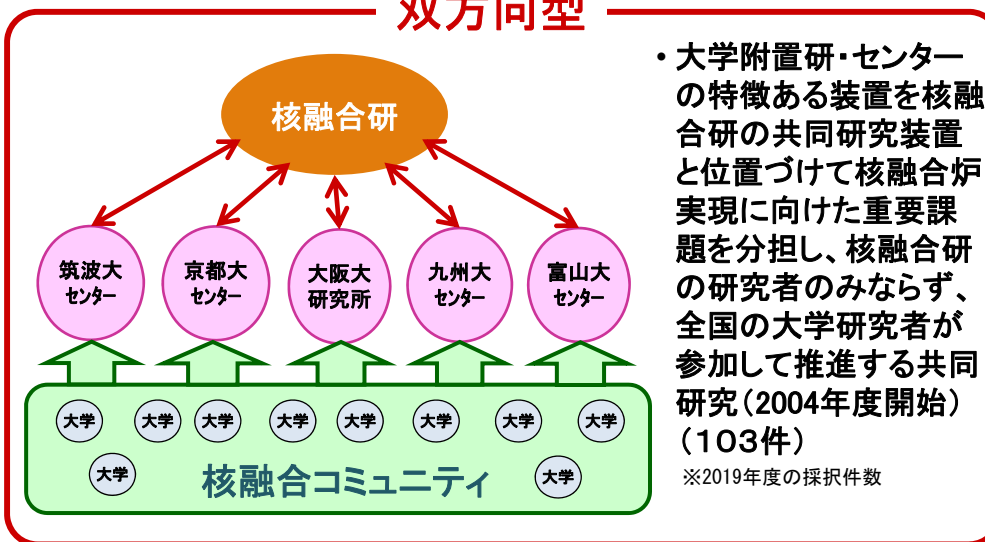 双方向型
核融合研
筑波大
センター
京都大
センター
大阪大
研究所
九州大
センター
富山大
センター
大学
大学
大学
大学
大学
大学
大学
大学
大学
核融合コミュニティ
大学
・大学附置研・センター
の特徴ある装置を核融
合研の共同研究装置
と位置づけて核融合炉
実現に向けた重要課
題を分担し、核融合研
の研究者のみならず、
全国の大学研究者が
参加して推進する共同
研究（2004年度開始）
（１０３件）
※2019年度の採択件数